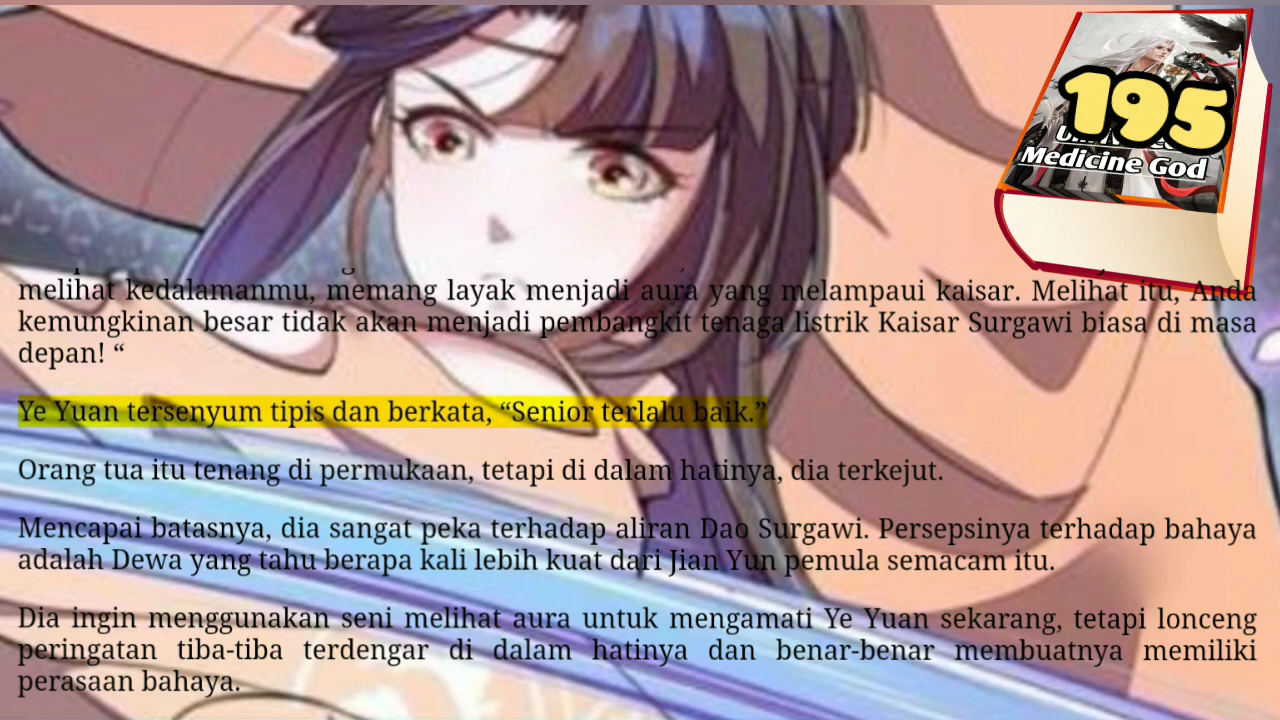 195
Medicine God
melihat kedalamanmu, memang layak menjadi aura yang melampaui kaisar. Melihat itu, Anda
kemungkinan besar tidak akan menjadi pembangkit tenaga listrik Kaisar Surgawi biasa di masa
depan! “
Ye Yuan tersenyum tipis dan berkata, “Senior terlalu baik.”
Orang tua itu tenang di permukaan, tetapi di dalam hatinya, dia terkejut.
Mencapai batasnya, dia sangat peka terhadap aliran Dao Surgawi. Persepsinya terhadap bahaya
adalah Dewa yang tahu berapa kali lebih kuat dari Jian Yun pemula semacam itu.
Dia ingin menggunakan seni melihat aura untuk mengamati Ye Yuan sekarang, tetapi lonceng
peringatan tiba-tiba terdengar di dalam hatinya dan benar-benar membuatnya memiliki
perasaan bahaya.